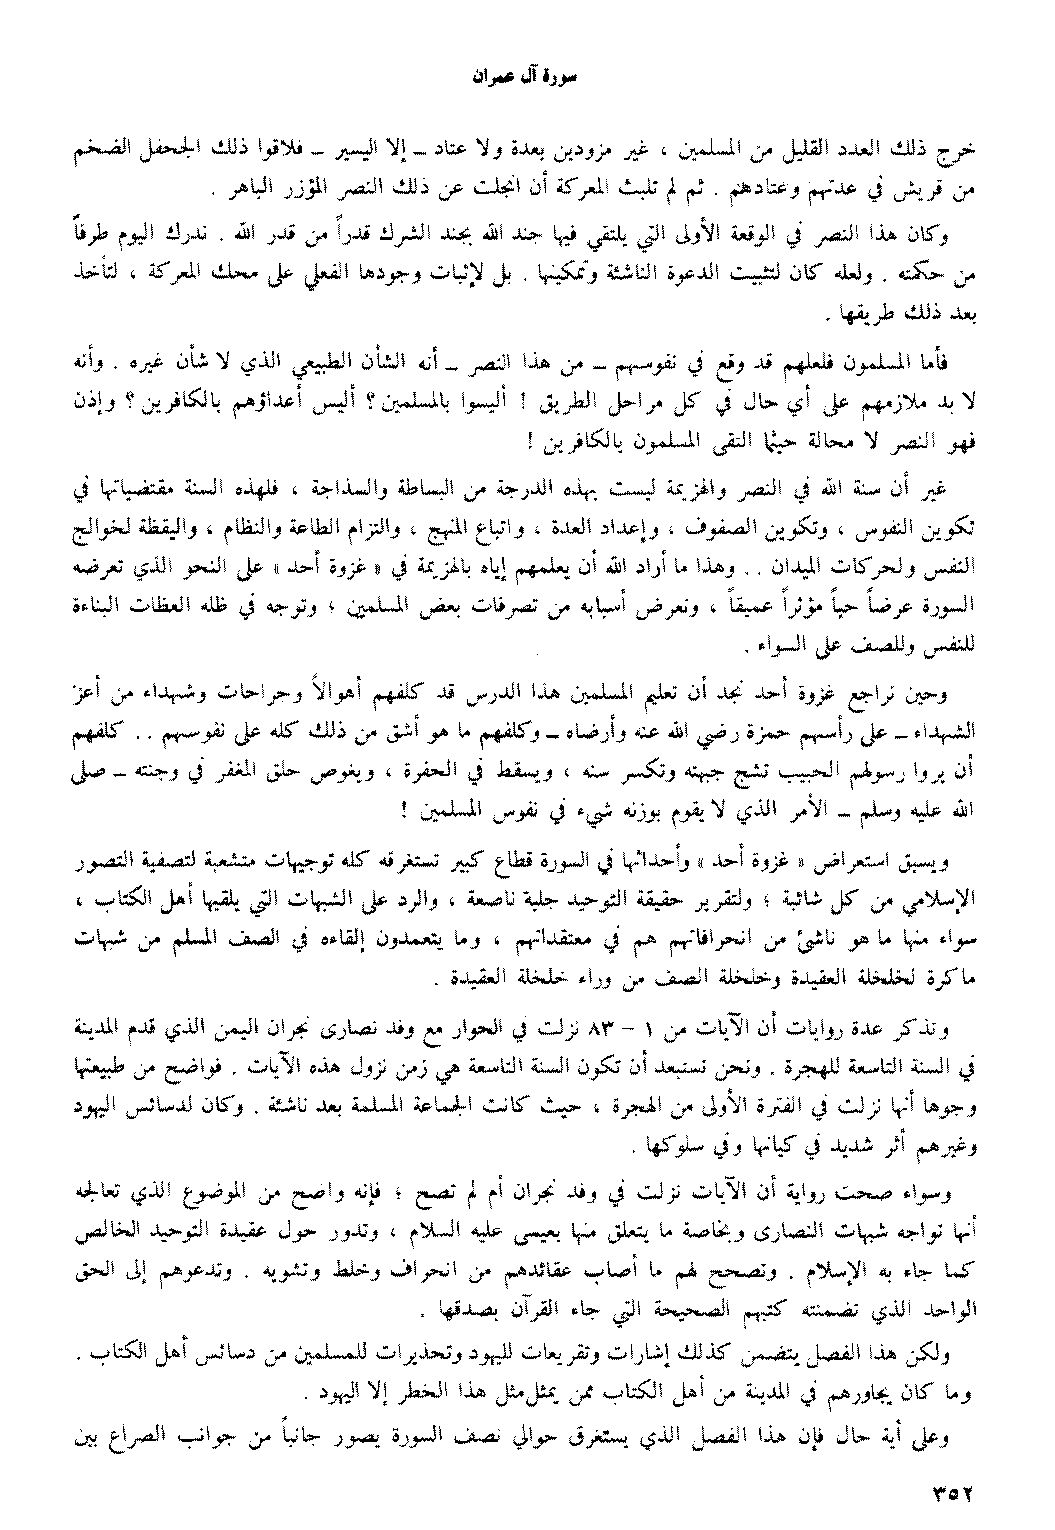 سورة آل عمران
خرج ذلك العدد القليل من المسلمين ، غير مزودين بعدة ولا عتاد – إلا اليسير – فلاقوا ذلك الجحفل الضخم
من قريش في عدتهم وعتادهم . ثم لم تلبث المعركة أن انجلت عن ذلك النصر المؤزر الباهر .
وكان هذا النصر في الوقعة الأولى التي يلتقي فيها جند الله بجند الشرك قدراً من قدر الله . ندرك اليوم طرفاً
من حكمته . ولعله كان لتثبيت الدعوة الناشئة وتمكينها . بل لإثبات وجودها الفعلي على محك المعركة ، لتأخذ
بعد ذلك طريقها .
فأما المسلمون فلعلهم قد وقع في نفوسهم – من هذا النصر – أنه الشأن الطبيعي الذي لا شأن غيره . وأنه
لا بد ملازمهم على أي حال في كل مراحل الطريق ! أليسوا بالمسلمين ؟ أليس أعداؤهم بالكافرين ؟ وإذن
فهو النصر لا محالة حيثما التقى المسلمون بالكافرين !
غير أن سنة الله في النصر والهزيمة ليست بهذه الدرجة من البساطة والسذاجة ، فلهذه السنة مقتضياتها في
تكوين النفوس ، وتكوين الصفوف ، وإعداد العدة ، واتباع المنهج ، والتزام الطاعة والنظام ، واليقظة لخوالج
النفس ولحركات الميدان .. وهذا ما أراد الله أن يعلمهم إياه بالهزيمة في « غزوة أحد » على النحو الذي تعرضه
السورة عرضاً حياً مؤثراً عميقاً ، وتعرض أسبابه من تصرفات بعض المسلمين ؛ وتوجه في ظله العظات البناءة
للنفس وللصف على السواء .
وحين نراجع غزوة أحد نجد أن تعليم المسلمين هذا الدرس قد كلفهم أهوالاً وجراحات وشهداء من أعز
الشهداء – على رأسهم حمزة رضي الله عنه وأرضاه – وكلفهم ما هو أشق من ذلك كله على نفوسهم .. كلفهم
أن يروا رسولهم الحبيب تشج جبهته وتكسر سنه ، ويسقط في الحفرة ، ويغوص حلق المغفر في وجنته – صلى
الله عليه وسلم – الأمر الذي لا يقوم بوزنه شيء في نفوس المسلمين !
ويسبق استعراض « غزوة أحد » وأحداثها في السورة قطاع كبير تستغرقه كله توجيهات متشعبة لتصفية التصور
الإسلامي من كل شائبة ؛ ولتقرير حقيقة التوحيد جلية ناصعة ، والرد على الشبهات التي يلقيها أهل الكتاب ،
سواء منها ما هو ناشئ من انحرافاتهم هم في معتقداتهم ، وما يتعمدون إلقاءه في الصف المسلم من شبهات
ماكرة لخلخلة العقيدة وخلخلة الصف من وراء خلخلة العقيدة .
وتذكر عدة روايات أن الآيات من ١ – ٨٣ نزلت في الحوار مع وفد نصارى نجران اليمن الذي قدم المدينة
في السنة التاسعة للهجرة . ونحن نستبعد أن تكون السنة التاسعة هي زمن نزول هذه الآيات . فواضح من طبيعتها
وجوها أنها نزلت في الفترة الأولى من الهجرة ، حيث كانت الجماعة المسلمة بعد ناشئة . وكان لدسائس اليهود
وغيرهم أثر شديد في كيانها وفي سلوكها .
وسواء صحت رواية أن الآيات نزلت في وفد نجران أم لم تصح ؛ فإنه واضح من الموضوع الذي تعالجه
أنها تواجه شبهات النصارى وبخاصة ما يتعلق منها بعيسى عليه السلام ، وتدور حول عقيدة التوحيد الخالص
كما جاء به الإسلام . وتصحح لهم ما أصاب عقائدهم من انحراف وخلط وتشويه . وتدعوهم إلى الحق
الواحد الذي تضمنته كتبهم الصحيحة التي جاء القرآن بصدقها .
ولكن هذا الفصل يتضمن كذلك إشارات وتقريعات لليهود وتحذيرات للمسلمين من دسائس أهل الكتاب .
وما كان يجاورهم في المدينة من أهل الكتاب ممن يمثل مثل هذا الخطر إلا اليهود .
وعلى أية حال فإن هذا الفصل الذي يستغرق حوالي نصف السورة يصور جانباً من جوانب الصراع بين
٣٥٢